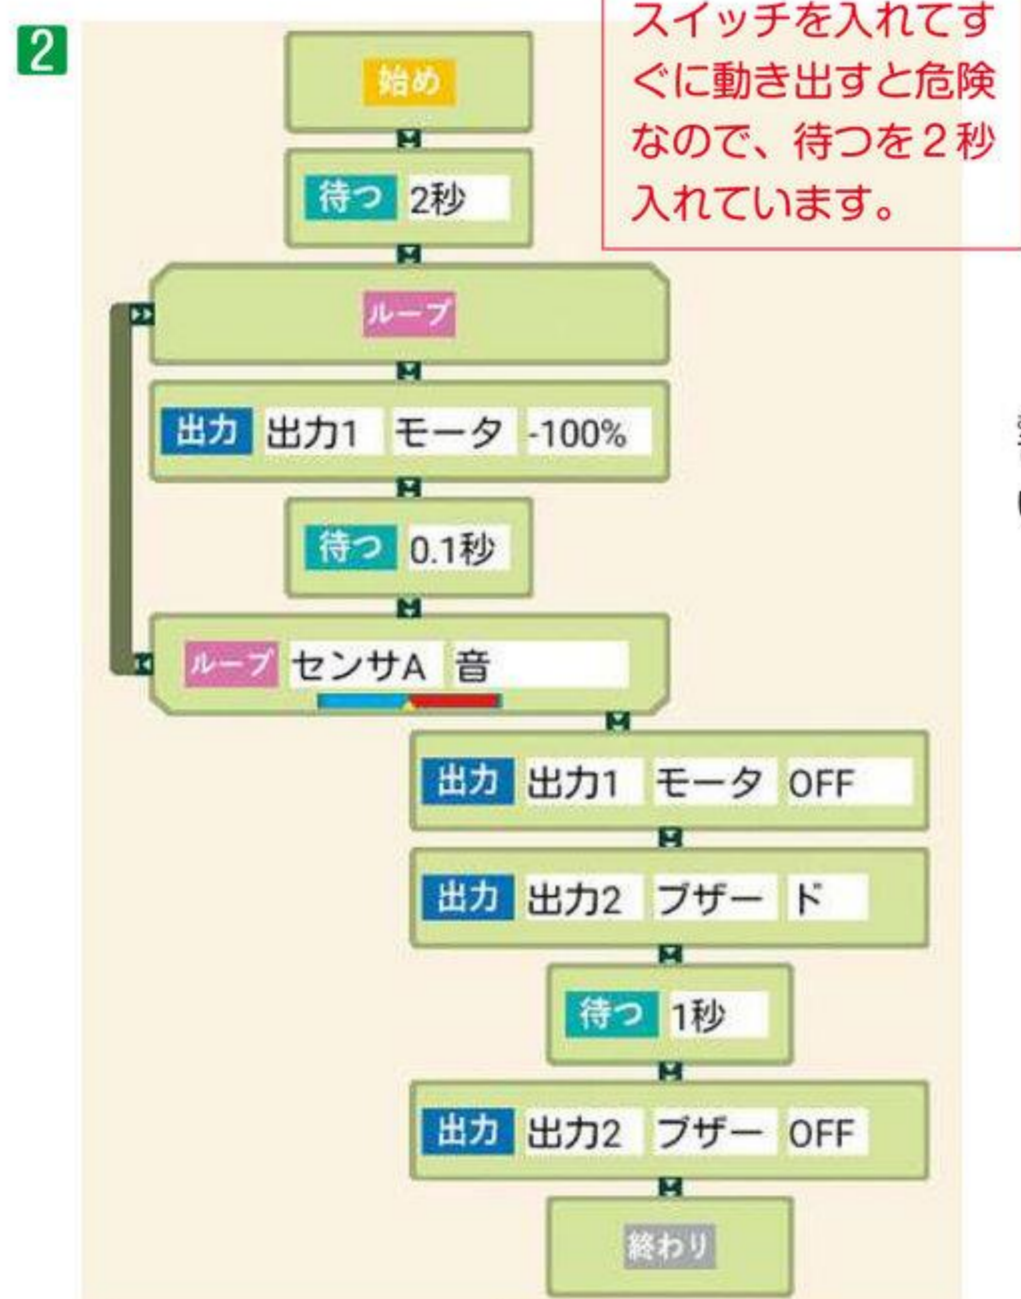 2
スイッチを入れてす
ぐに動き出すと危険
なので、待つを2秒
入れています。
始め
待つ 2秒
ループ
出力 出力1 モータ -100%
待つ 0.1秒
ループ センサA 音
出力 出力1 モータ OFF
出力 出力2 ブザー ド
待つ 1秒
出力 出力2 ブザー OFF
終わり